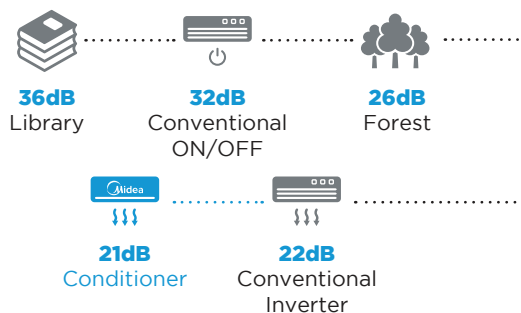 36dB
Library
32dB
Conventional
ON/OFF
26dB
Forest
Midea
21dB
Conditioner
22dB
Conventional
Inverter